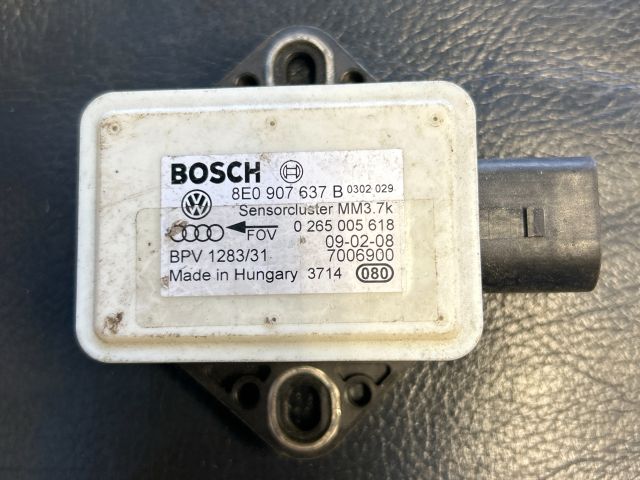 BOSCH
8E0 907 637 B 0302 029
Sensorcluster MM3.7k
FOV 0 265 005 618
09-02-08
BPV 1283/31 7006900
Made in Hungary 3714 080